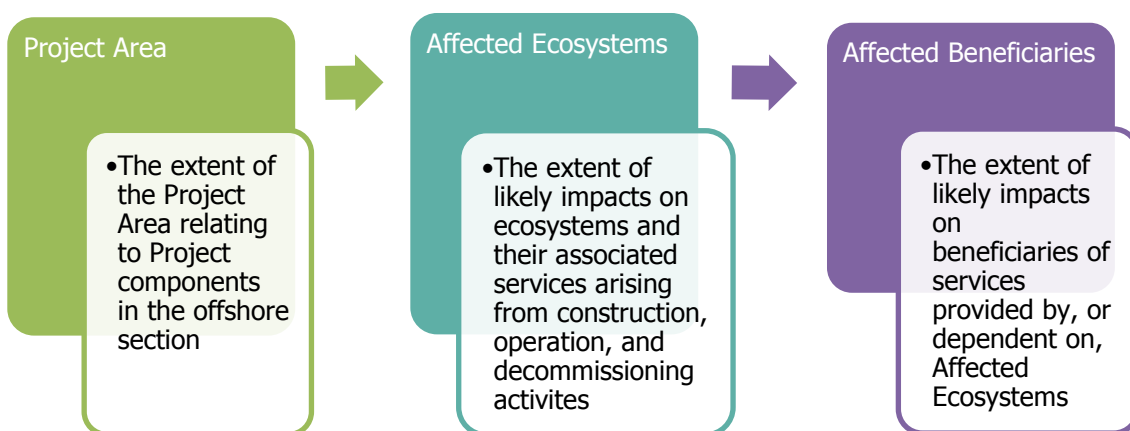 Project Area
•The extent of
the Project
Area relating
to Project
components
in the offshore
section
Affected Ecosystems
•The extent of
likely impacts on
ecosystems and
their associated
services arising
from construction,
operation, and
decommissioning
activites
Affected Beneficiaries
•The extent of
likely impacts
on
beneficiaries of
services
provided by, or
dependent on,
Affected
Ecosystems